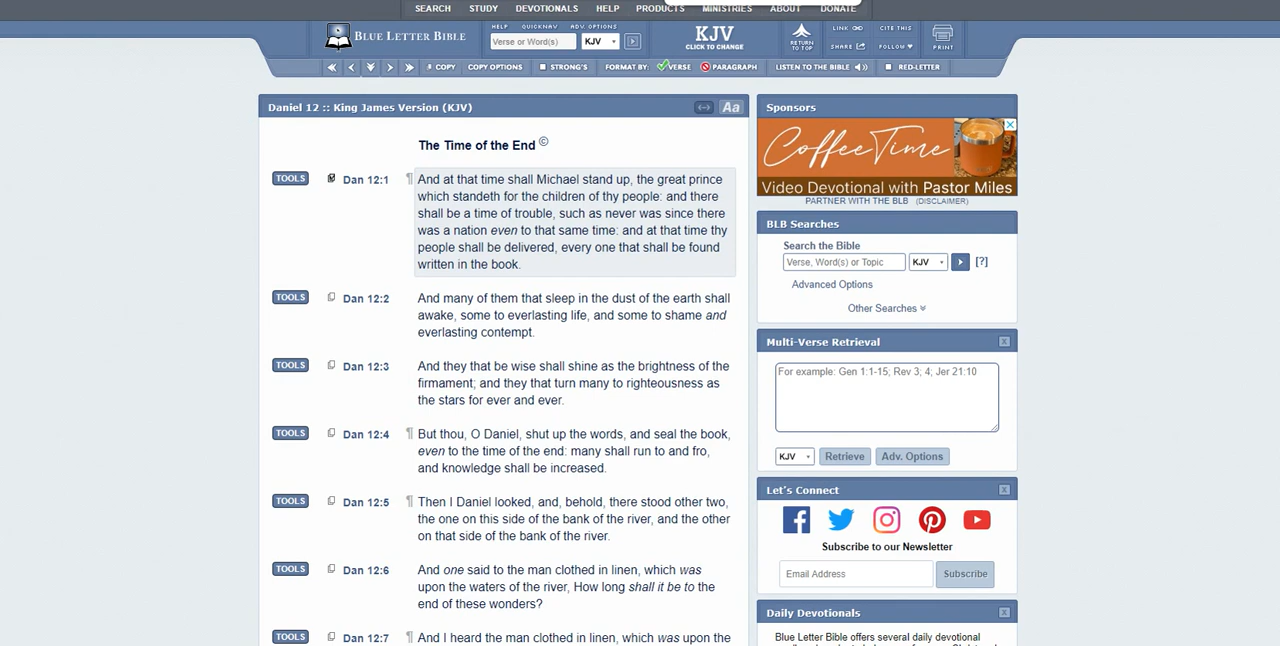 SEARCH STUDY DEVOTIONALS HELP PRODUCTS MINISTRIES ABOUT DONATE
BLUE LETTER BIBLE
HELP QUICKNAV ADV. OPTIONS
Verse or Word(s) KJV
KJV
CLICK TO CHANGE
RETURN
TO TOP
LINK CITE THIS
SHARE FOLLOW
PRINT
COPY COPY OPTIONS STRONG'S FORMAT BY: VERSE PARAGRAPH LISTEN TO THE BIBLE RED-LETTER
Daniel 12 :: King James Version (KJV) Aa
The Time of the End ©
TOOLS Dan 12:1 ¶ And at that time shall Michael stand up, the great prince
which standeth for the children of thy people: and there
shall be a time of trouble, such as never was since there
was a nation even to that same time: and at that time thy
people shall be delivered, every one that shall be found
written in the book.
TOOLS Dan 12:2 And many of them that sleep in the dust of the earth shall
awake, some to everlasting life, and some to shame and
everlasting contempt.
TOOLS Dan 12:3 And they that be wise shall shine as the brightness of the
firmament; and they that turn many to righteousness as
the stars for ever and ever.
TOOLS Dan 12:4 ¶ But thou, O Daniel, shut up the words, and seal the book,
even to the time of the end: many shall run to and fro,
and knowledge shall be increased.
TOOLS Dan 12:5 ¶ Then I Daniel looked, and, behold, there stood other two,
the one on this side of the bank of the river, and the other
on that side of the bank of the river.
TOOLS Dan 12:6 And one said to the man clothed in linen, which was
upon the waters of the river, How long shall it be to the
end of these wonders?
TOOLS Dan 12:7 ¶ And I heard the man clothed in linen, which was upon the
Sponsors
Coffee Time
Video Devotional with Pastor Miles
PARTNER WITH THE BLB (DISCLAIMER)
BLB Searches
Search the Bible
Verse, Word(s) or Topic KJV [?]
Advanced Options
Other Searches
Multi-Verse Retrieval X
For example: Gen 1:1-15; Rev 3; 4; Jer 21:10
KJV Retrieve Adv. Options
Let's Connect X
Subscribe to our Newsletter
Email Address Subscribe
Daily Devotionals X
Blue Letter Bible offers several daily devotional